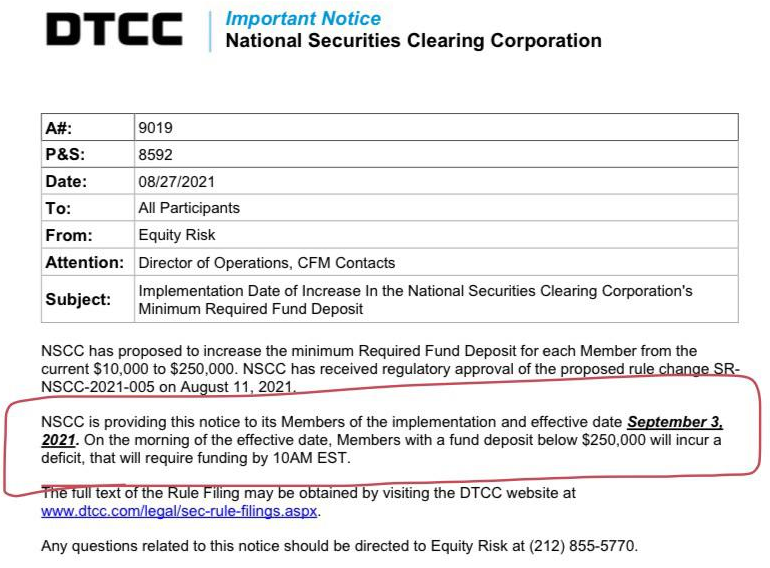 DTCC
Important Notice
National Securities Clearing Corporation
A#: 9019
P&S: 8592
Date: 08/27/2021
To: All Participants
From: Equity Risk
Attention: Director of Operations, CFM Contacts
Subject: Implementation Date of Increase In the National Securities Clearing Corporation's
Minimum Required Fund Deposit
NSCC has proposed to increase the minimum Required Fund Deposit for each Member from the
current $10,000 to $250,000. NSCC has received regulatory approval of the proposed rule change SR-
NSCC-2021-005 on August 11, 2021.
NSCC is providing this notice to its Members of the implementation and effective date September 3,
2021. On the morning of the effective date, Members with a fund deposit below $250,000 will incur a
deficit, that will require funding by 10AM EST.
The full text of the Rule Filing may be obtained by visiting the DTCC website at
www.dtcc.com/legal/sec-rule-filings.aspx.
Any questions related to this notice should be directed to Equity Risk at (212) 855-5770.